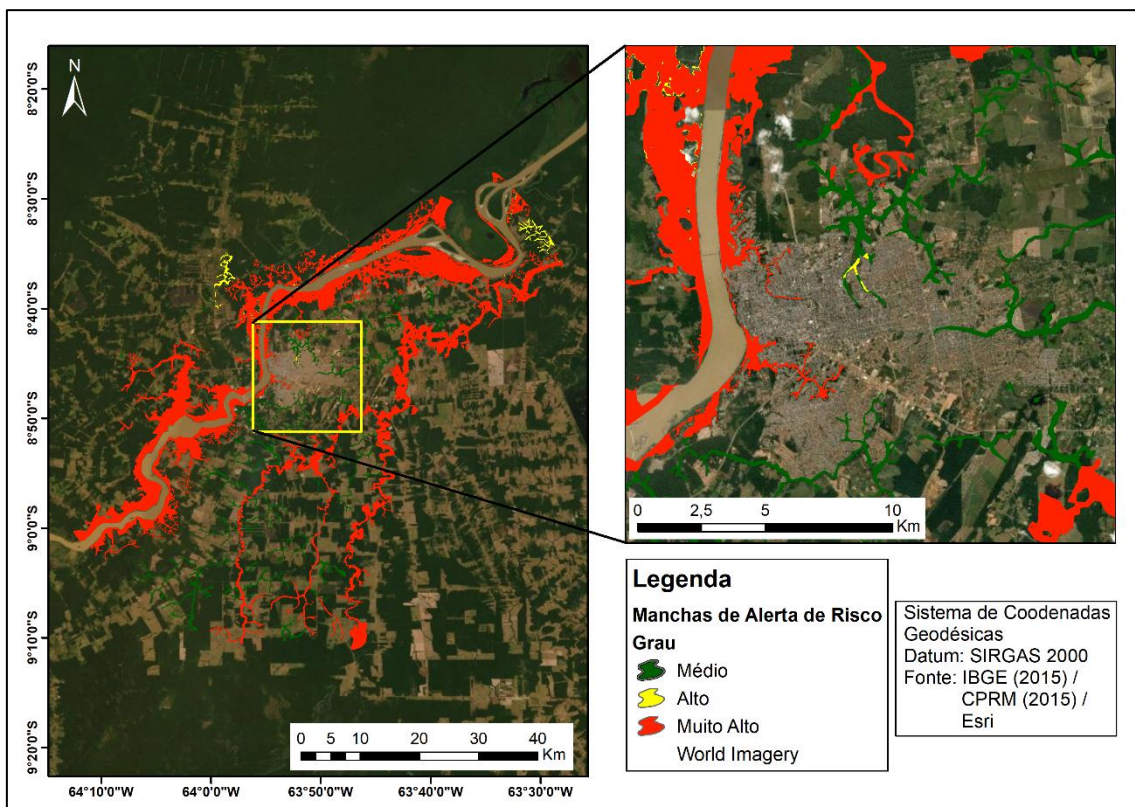 N
8°20'0"S
8°30'0"S
8°40'0"S
8°50'0"S
9°0'0"S
9°10'0"S
9°20'0"S
0 5 10 20 30 40
Km
64°10'0"W 64°0'0"W 63°50'0"W 63°40'0"W 63°30'0"W
0 2,5 5 10
Km
Legenda
Manchas de Alerta de Risco
Grau
Médio
Alto
Muito Alto
World Imagery
Sistema de Coodenadas
Geodésicas
Datum: SIRGAS 2000
Fonte: IBGE (2015) /
CPRM (2015) /
Esri